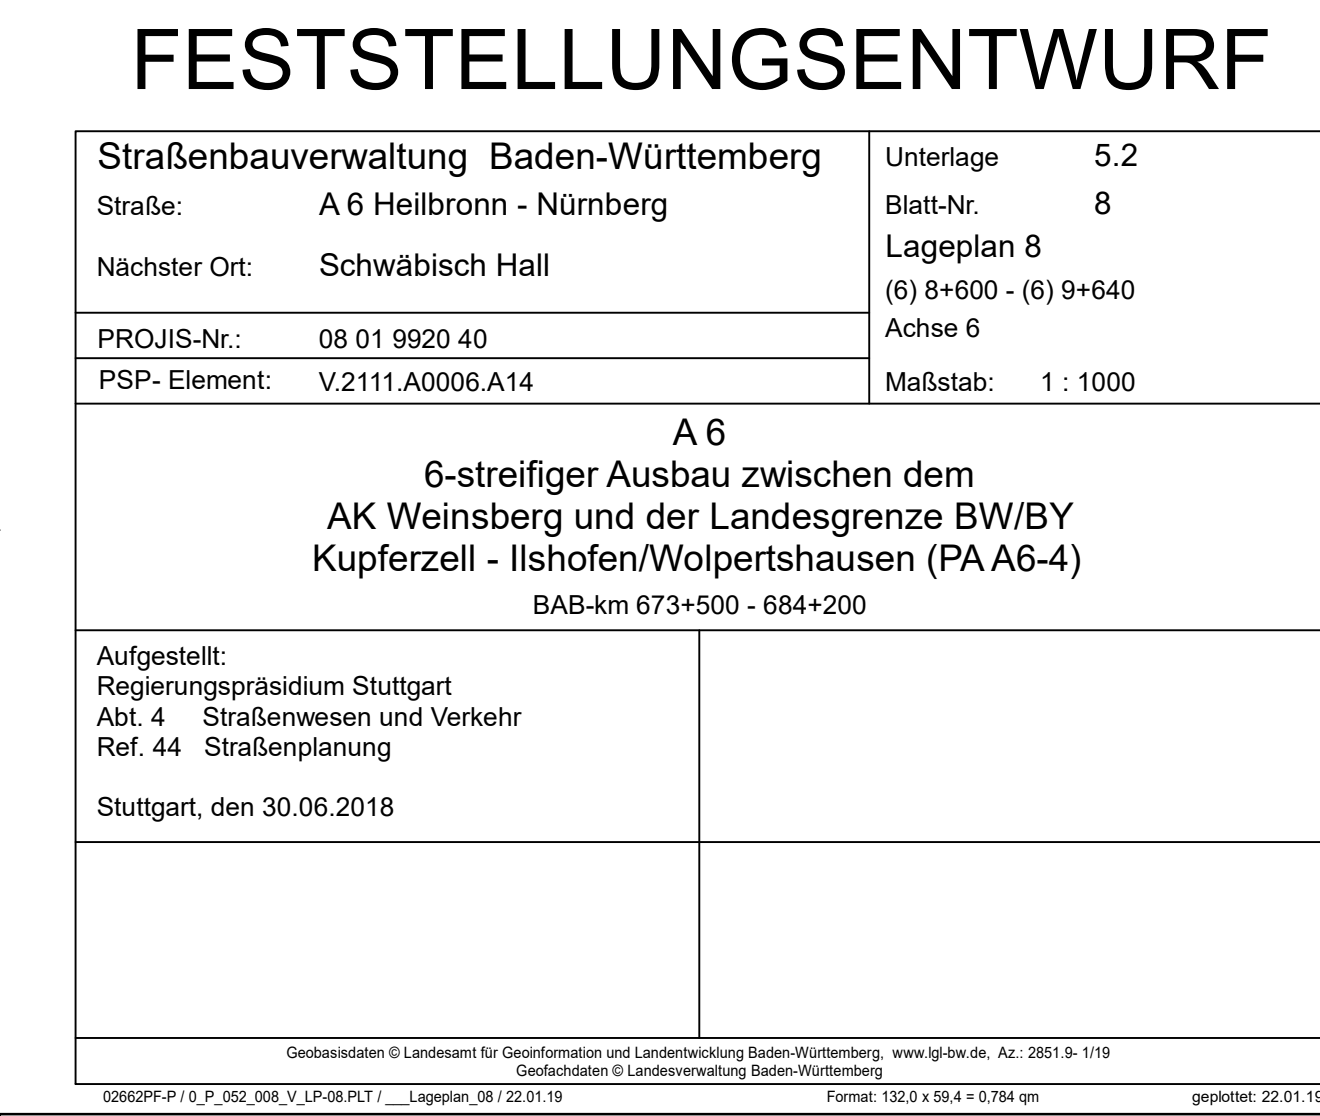 FESTSTELLUNGSENTWURF
Straßenbauverwaltung Baden-Württemberg
Straße: A 6 Heilbronn - Nürnberg
Nächster Ort: Schwäbisch Hall
PROJIS-Nr.: 08 01 9920 40
PSP- Element: V.2111.A0006.A14
Unterlage 5.2
Blatt-Nr. 8
Lageplan 8
(6) 8+600 - (6) 9+640
Achse 6
Maßstab: 1 : 1000
A 6
6-streifiger Ausbau zwischen dem
AK Weinsberg und der Landesgrenze BW/BY
Kupferzell - Ilshofen/Wolpertshausen (PA A6-4)
BAB-km 673+500 - 684+200
Aufgestellt:
Regierungspräsidium Stuttgart
Abt. 4 Straßenwesen und Verkehr
Ref. 44 Straßenplanung
Stuttgart, den 30.06.2018
Geobasisdaten © Landesamt für Geoinformation und Landentwicklung Baden-Württemberg, www.lgl-bw.de, Az.: 2851.9- 1/19
Geofachdaten © Landesverwaltung Baden-Württemberg
02662PF-P / 0_P_052_008_V_LP-08.PLT / ___Lageplan_08 / 22.01.19 Format: 132,0 x 59,4 = 0,784 qm geplottet: 22.01.19